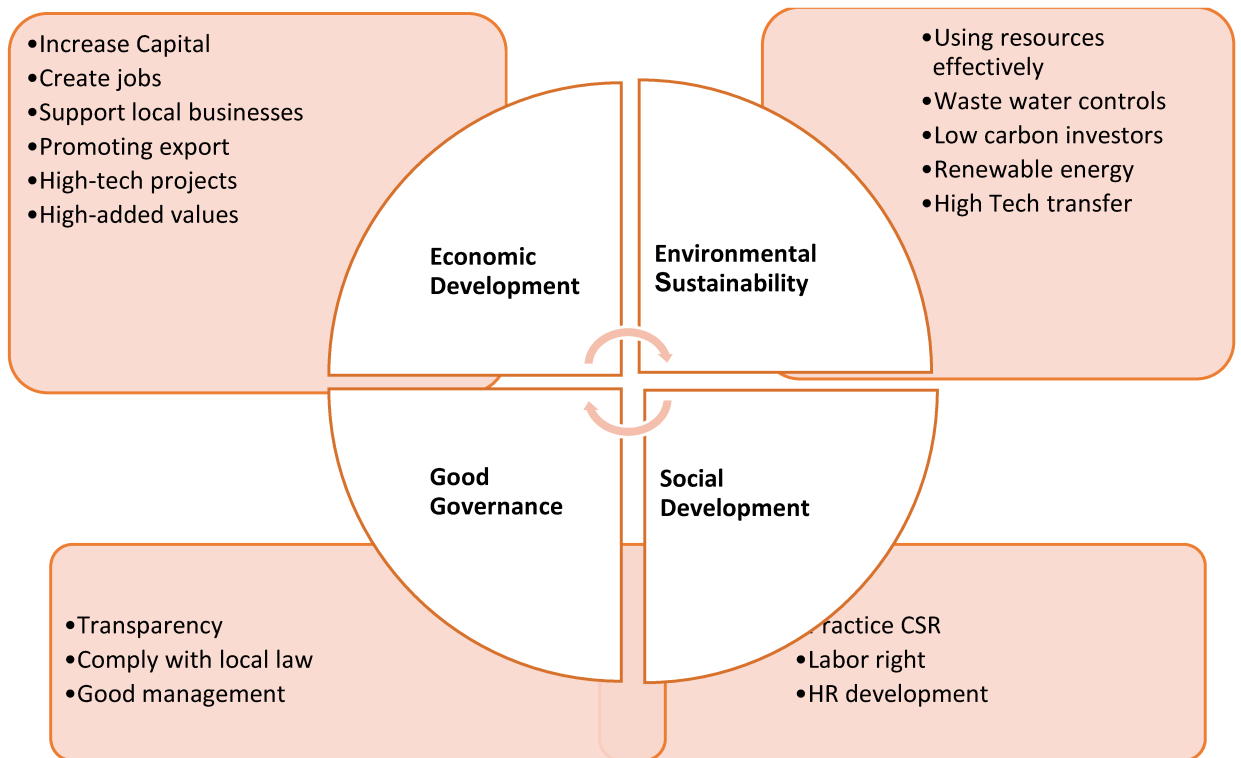 •Increase Capital
•Create jobs
•Support local businesses
•Promoting export
•High-tech projects
•High-added values
•Using resources
effectively
•Waste water controls
•Low carbon investors
•Renewable energy
•High Tech transfer
Economic
Development
Environmental
Sustainability
Good
Governance
Social
Development
•Transparency
•Comply with local law
•Good management
Practice CSR
•Labor right
•HR development